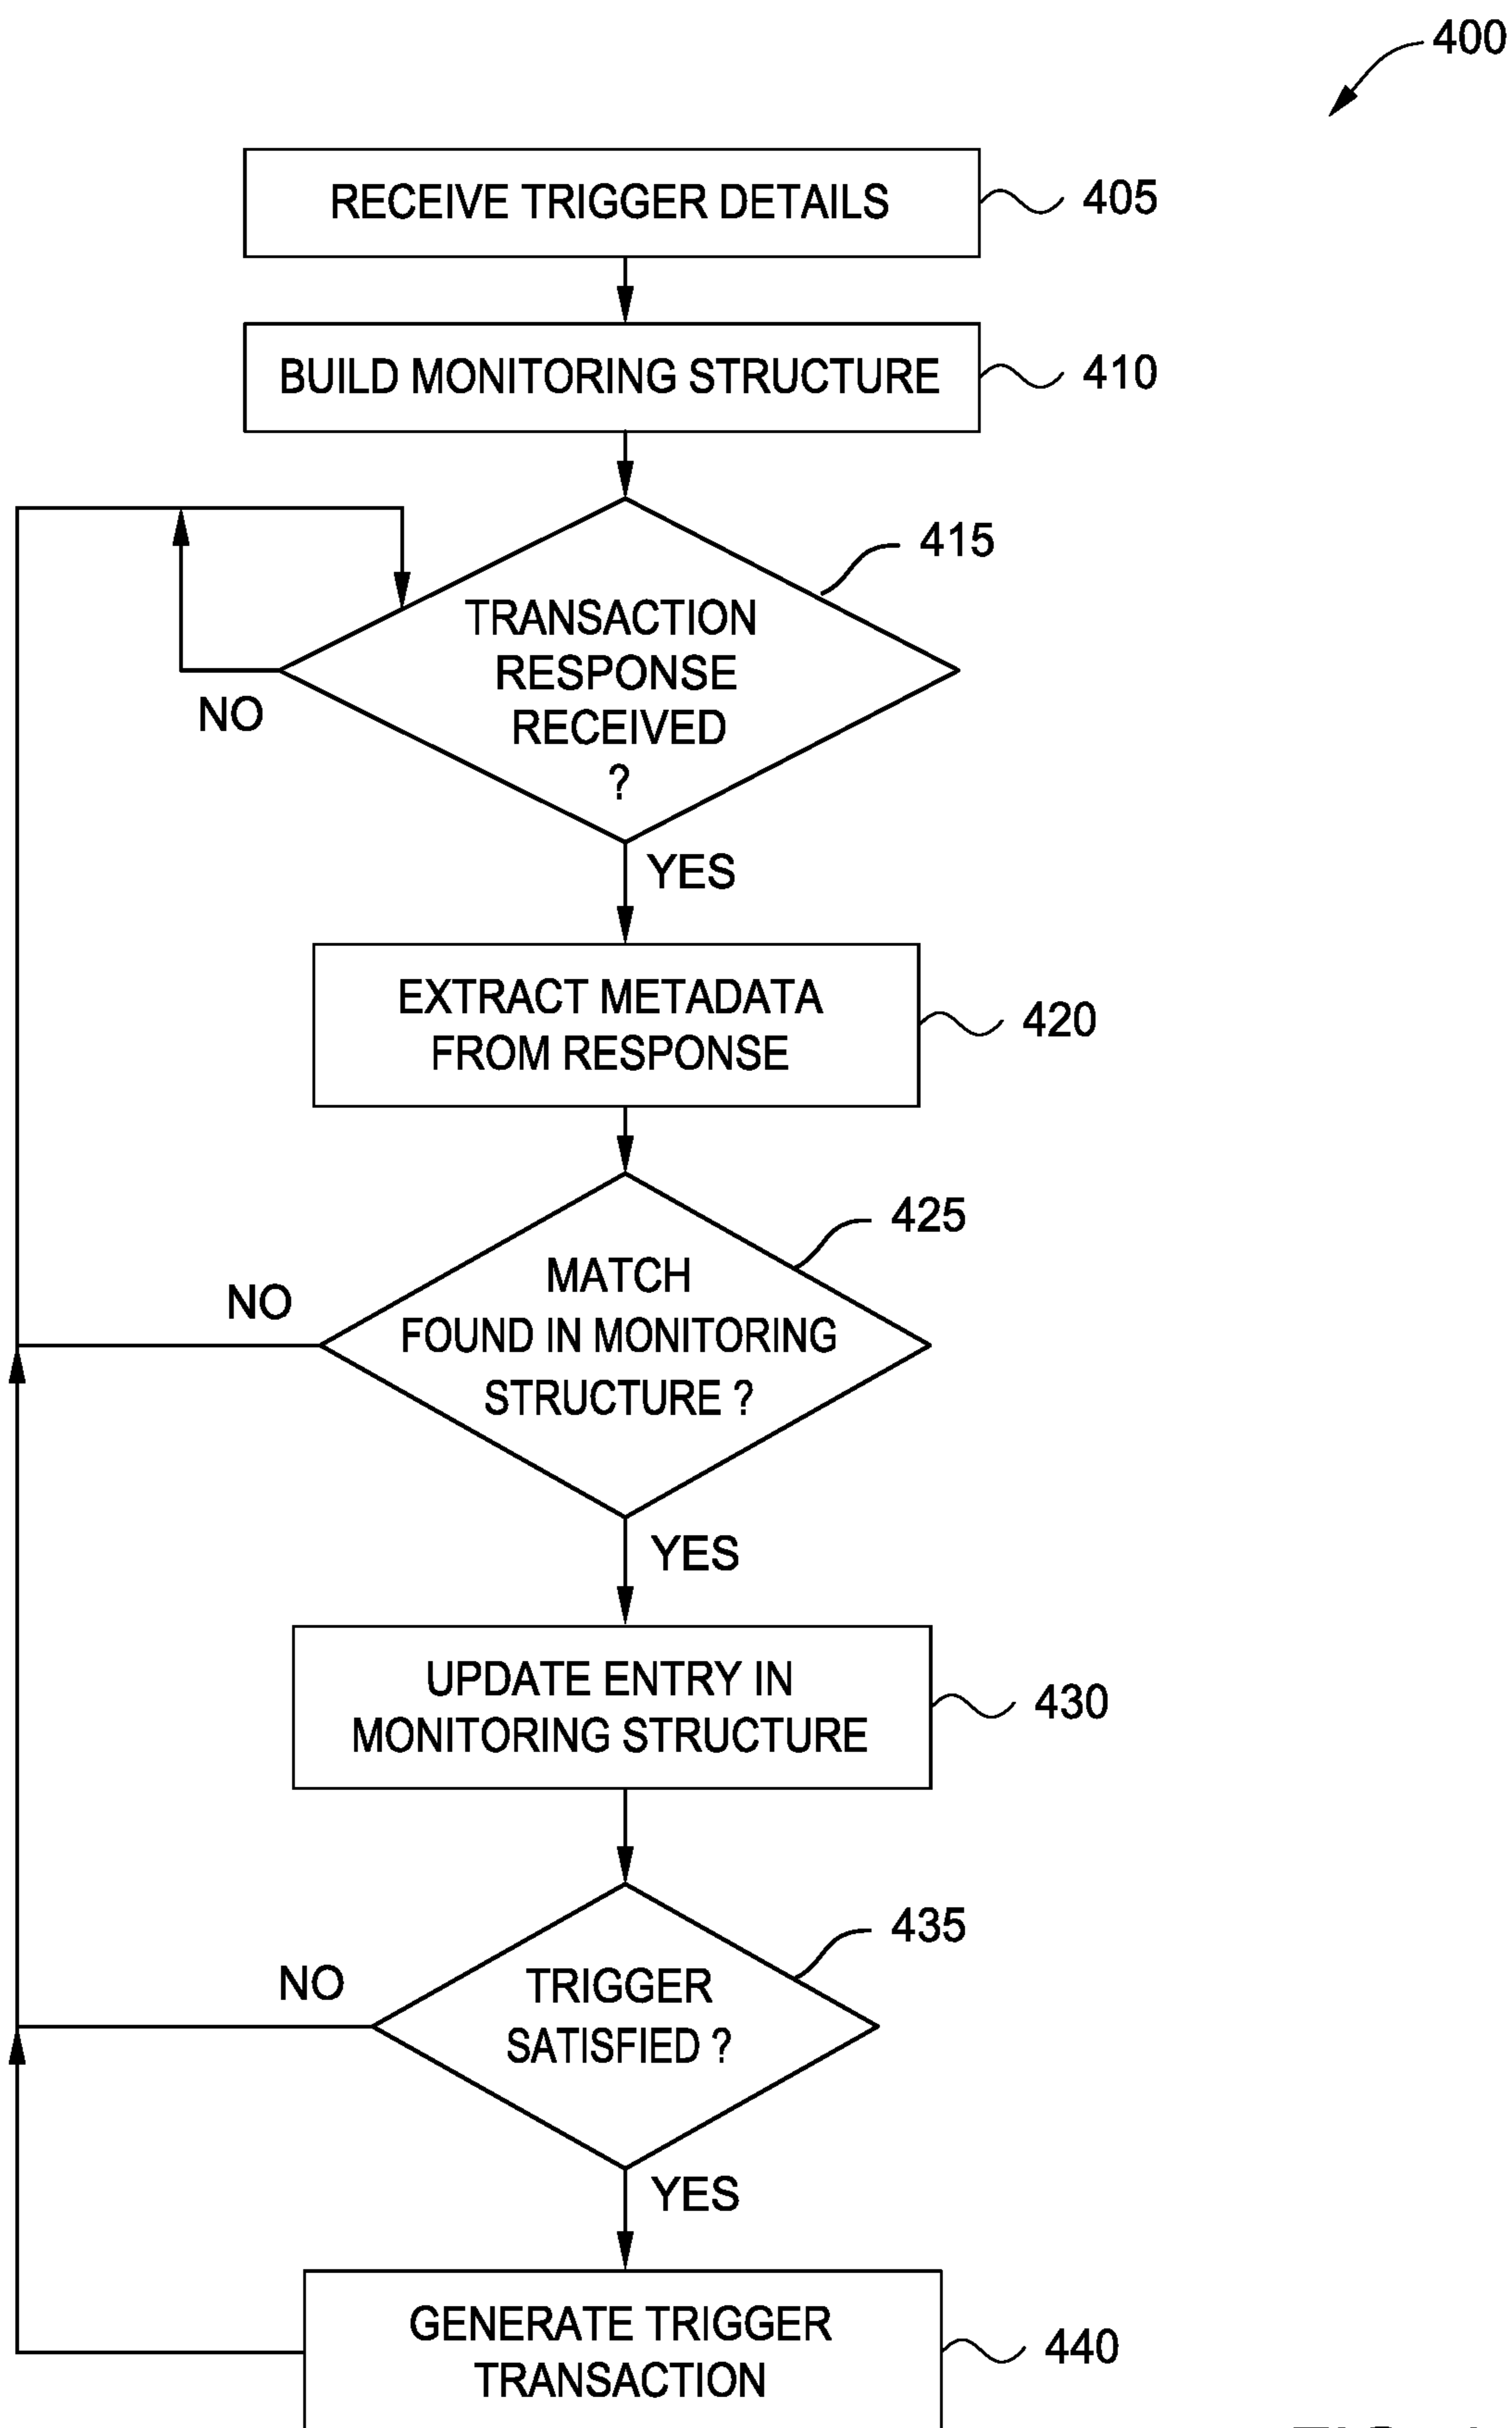 400
RECEIVE TRIGGER DETAILS
405
BUILD MONITORING STRUCTURE
410
415
TRANSACTION
RESPONSE
RECEIVED
?
NO
YES
EXTRACT METADATA
FROM RESPONSE
420
425
MATCH
FOUND IN MONITORING
STRUCTURE ?
NO
YES
UPDATE ENTRY IN
MONITORING STRUCTURE
430
435
TRIGGER
SATISFIED ?
NO
YES
GENERATE TRIGGER
TRANSACTION
440